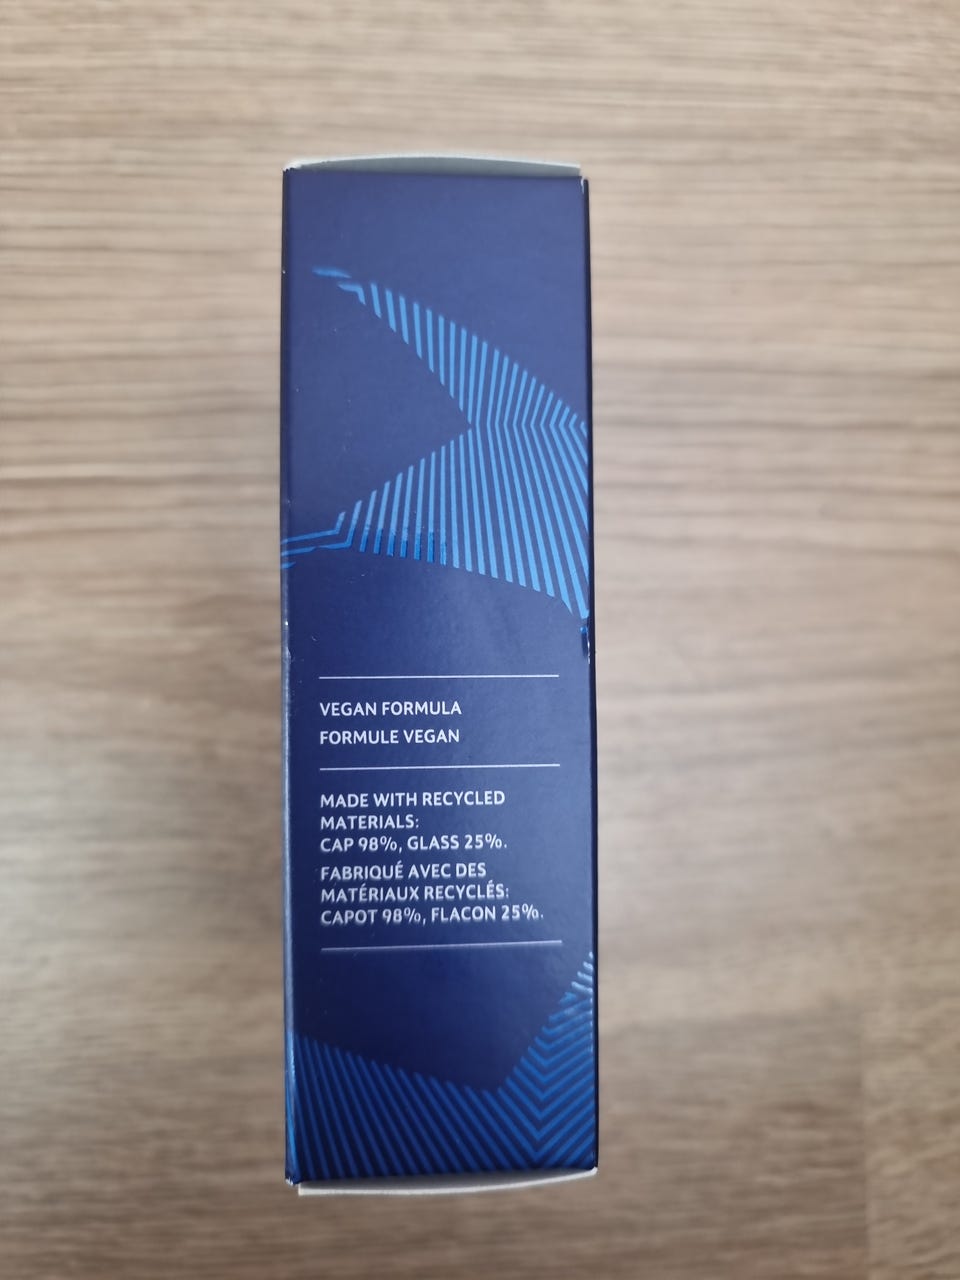 VEGAN FORMULA
FORMULE VEGAN
MADE WITH RECYCLED
MATERIALS:
CAP 98%, GLASS 25%.
FABRIQUÉ AVEC DES
MATÉRIAUX RECYCLÉS:
CAPOT 98%, FLACON 25%.